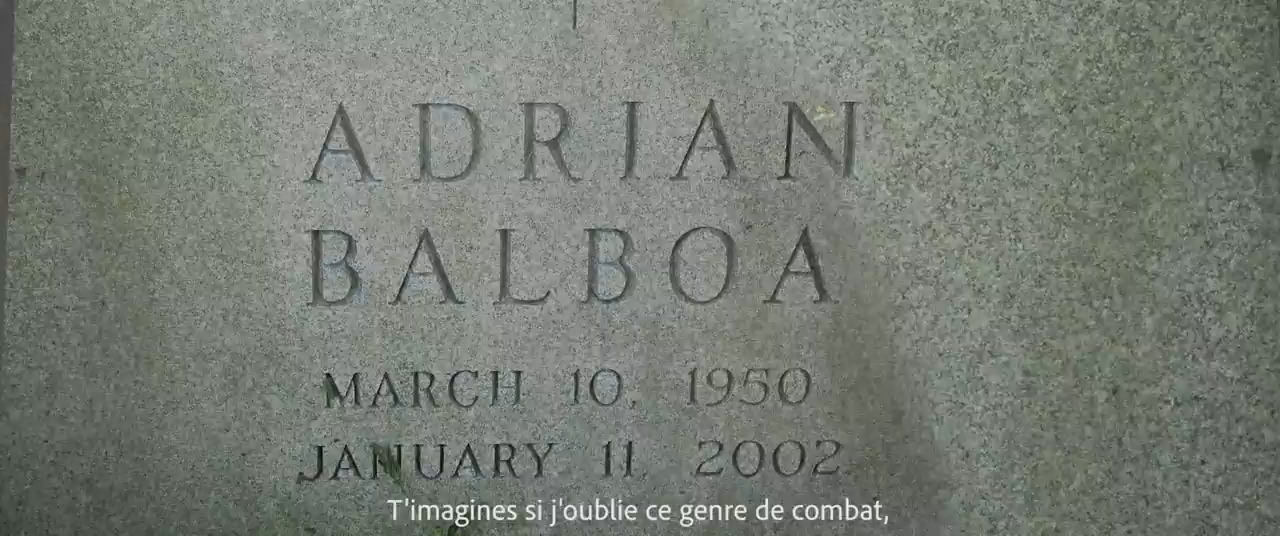 ADRIAN
BALBOA
MARCH 10, 1950
JANUARY 11, 2002
T'imagines si j'oublie ce genre de combat,